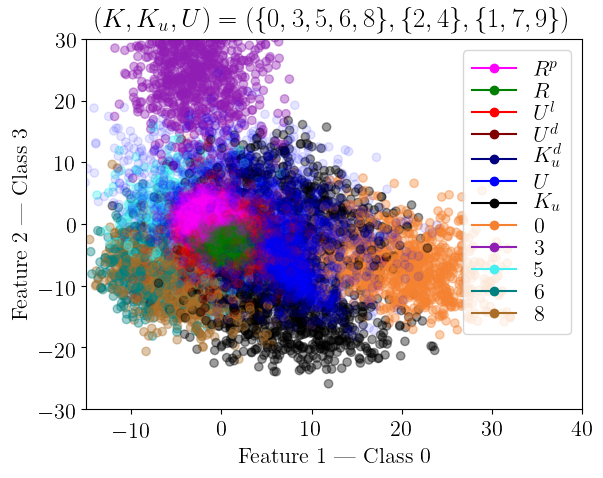 (K, K_u, U) = ({0, 3, 5, 6, 8}, {2, 4}, {1, 7, 9})
30
20
10
0
−10
−20
−30
Feature 2 — Class 3
R^p
R
U^l
U^d
K_u^d
U
K_u
0
3
5
6
8
−10
0
10
20
30
40
Feature 1 — Class 0